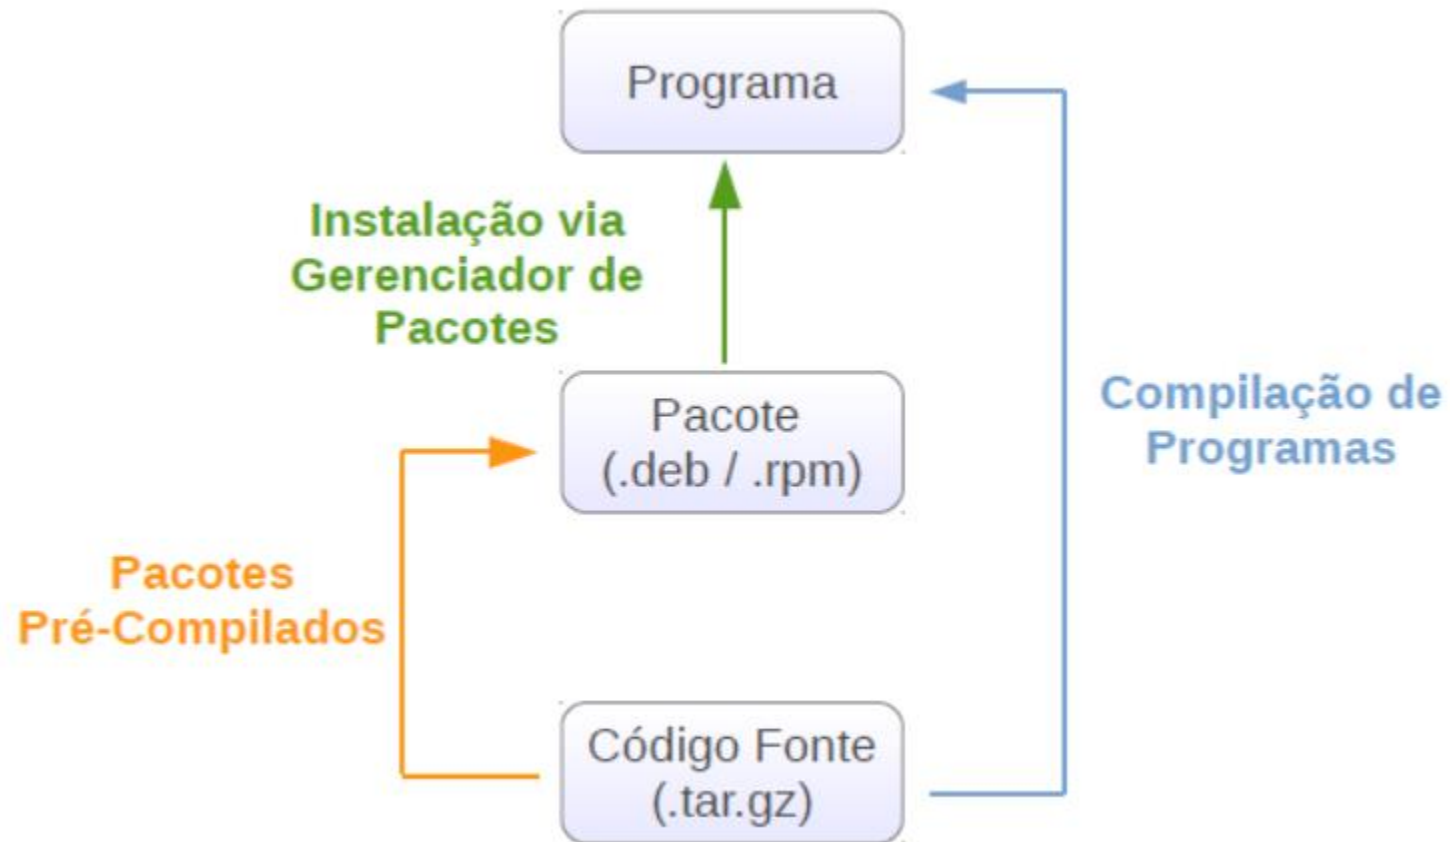 Programa
Instalação via
Gerenciador de
Pacotes
Pacote
(.deb / .rpm)
Compilação de
Programas
Pacotes
Pré-Compilados
Código Fonte
(.tar.gz)